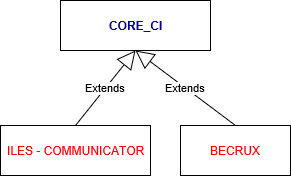 CORE_CI
Extends
Extends
ILES - COMMUNICATOR
BECRUX